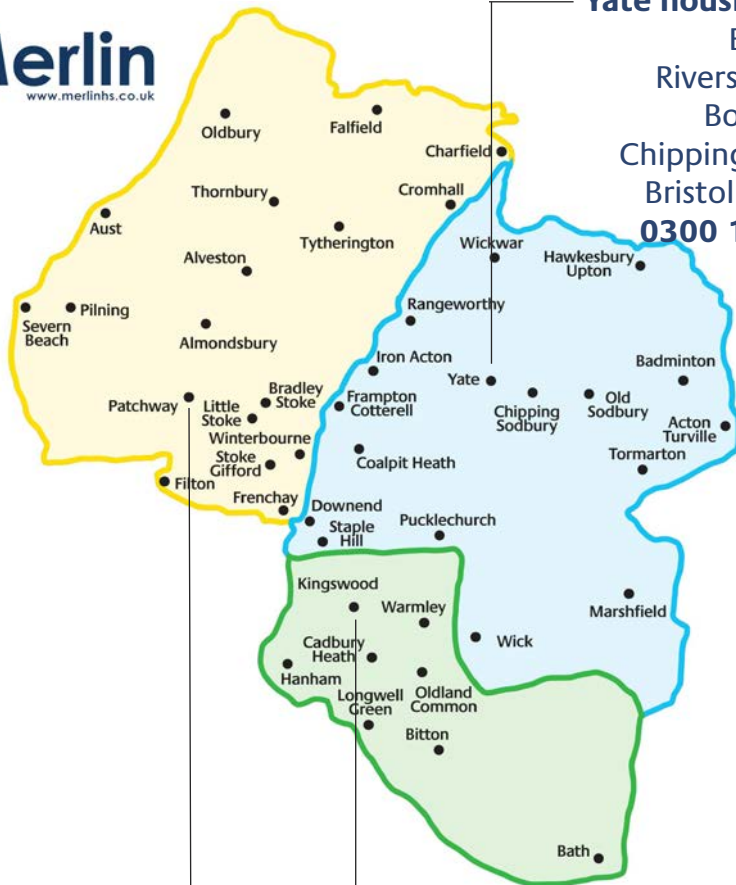 Merlin
www.merlinhs.co.uk
Yate
Rivers
Bo
Chipping
Bristol
0300 1
Oldbury
Falfield
Charfield
Thornbury
Cromhall
Aust
Tytherington
Wickwar
Alveston
Hawkesbury
Upton
Severn
Beach
Pilning
Rangeworthy
Almondsbury
Iron Acton
Badminton
Yate
Patchway
Little
Stoke
Bradley
Stoke
Frampton
Cotterell
Chipping
Sodbury
Old
Sodbury
Acton
Turville
Winterbourne
Stoke
Gifford
Coalpit Heath
Tormarton
Filton
Frenchay
Downend
Staple
Hill
Pucklechurch
Kingswood
Warmley
Marshfield
Cadbury
Heath
Wick
Hanham
Longwell
Green
Oldland
Common
Bitton
Bath